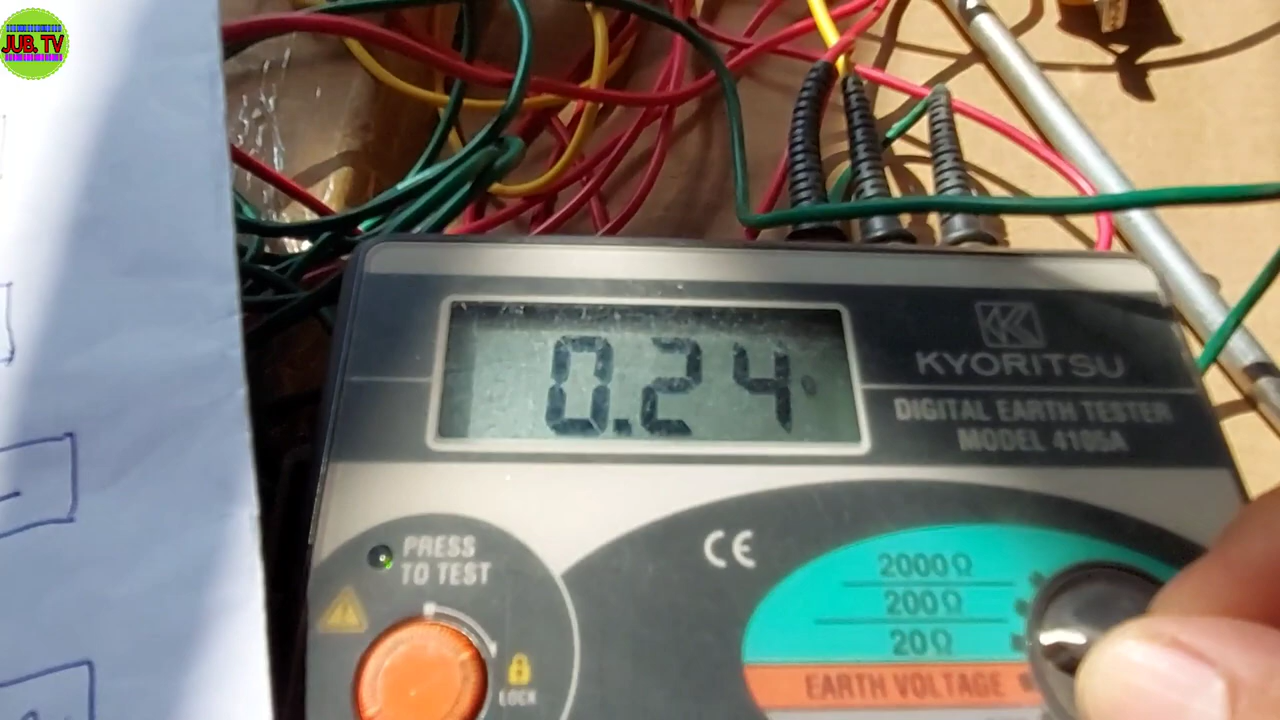 JUB.TV
0.24
KYORITSU
DIGITAL EARTH TESTER
MODEL 4105A
PRESS
TO TEST
LOCK
CE
2000Ω
200Ω
20Ω
EARTH VOLTAGE